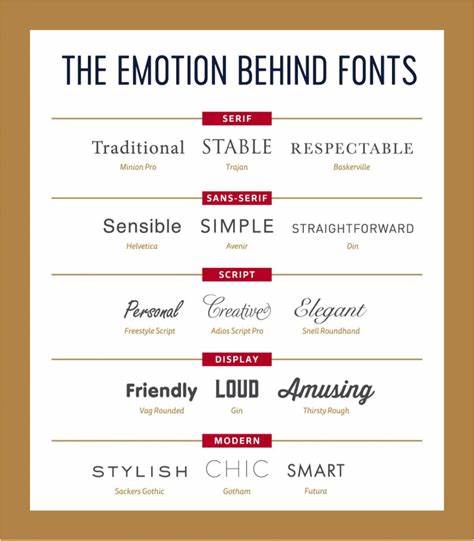 THE EMOTION BEHIND FONTS
SERIF
Traditional STABLE RESPECTABLE
Minion Pro Trajan Baskerville
SANS-SERIF
Sensible SIMPLE STRAIGHTFORWARD
Helvetica Avenir Din
SCRIPT
Personal Creative Elegant
Freestyle Script Adios Script Pro Snell Roundhand
DISPLAY
Friendly LOUD Amusing
Vag Rounded Gin Thirsty Rough
MODERN
STYLISH CHIC SMART
Sackers Gothic Gotham Futura